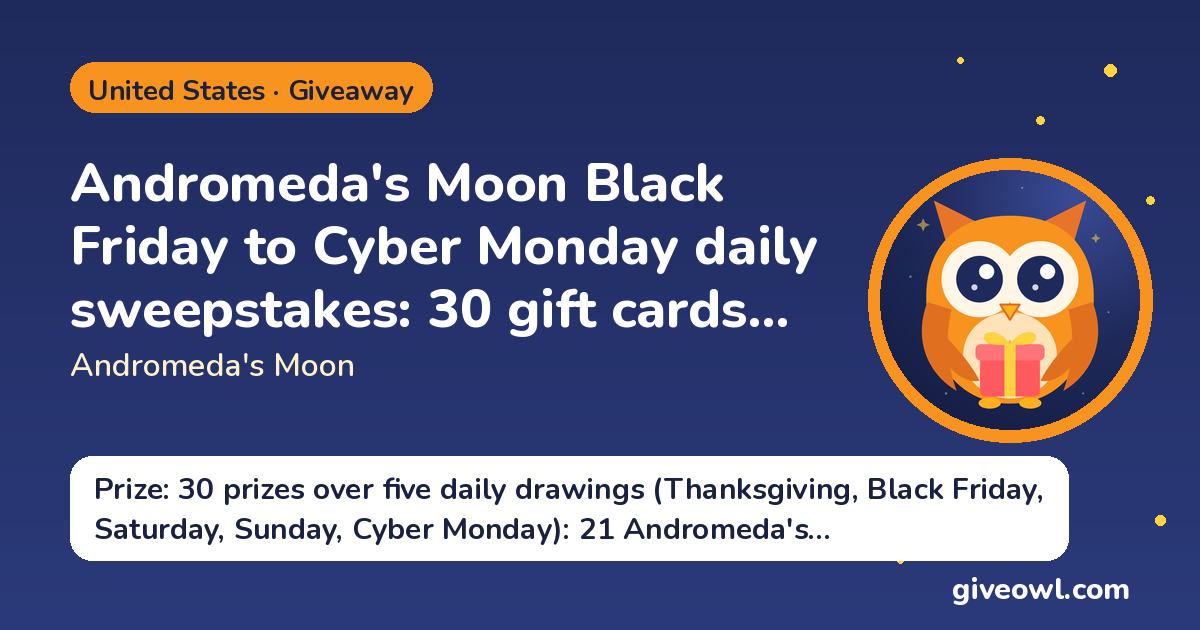 United States · Giveaway
Andromeda's Moon Black
Friday to Cyber Monday daily
sweepstakes: 30 gift cards...
Andromeda's Moon
Prize: 30 prizes over five daily drawings (Thanksgiving, Black Friday,
Saturday, Sunday, Cyber Monday): 21 Andromeda's...
giveowl.com